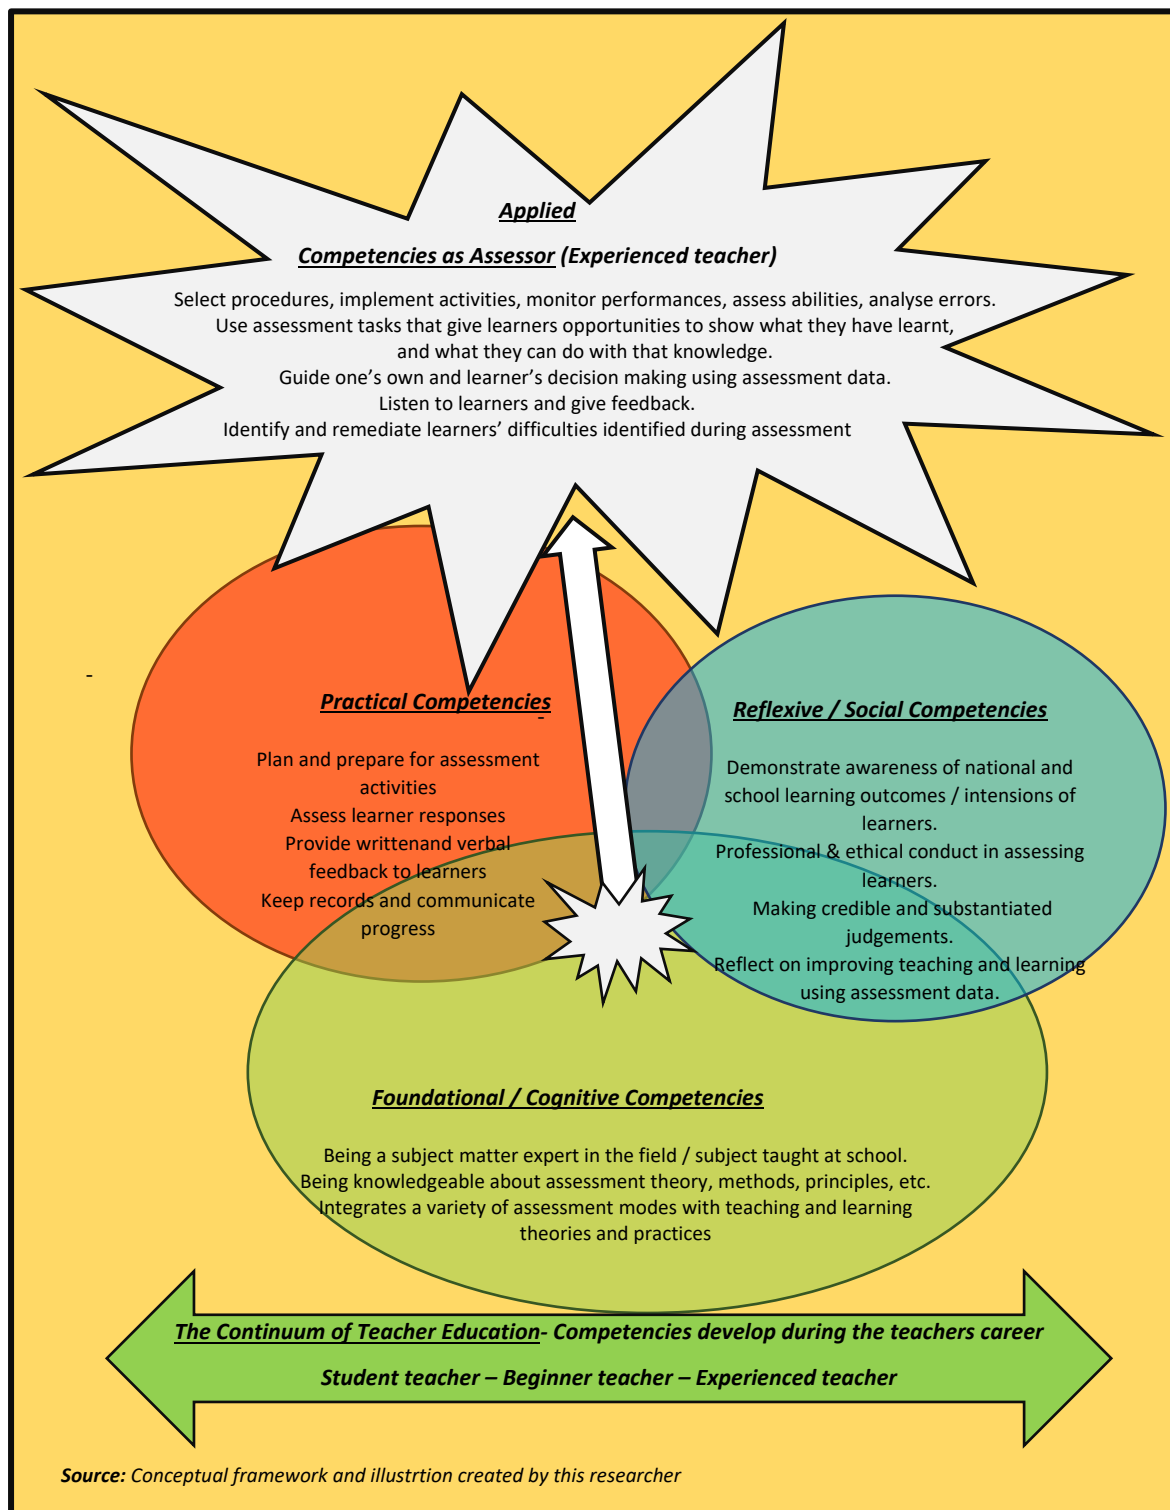 Applied
Competencies as Assessor (Experienced teacher)
Select procedures, implement activities, monitor performances, assess abilities, analyse errors.
Use assessment tasks that give learners opportunities to show what they have learnt,
and what they can do with that knowledge.
Guide one’s own and learner’s decision making using assessment data.
Listen to learners and give feedback.
Identify and remediate learners’ difficulties identified during assessment
-
Practical Competencies
-
Plan and prepare for assessment
activities
Assess learner responses
Provide writtenand verbal
feedback to learners
Keep records and communicate
progress
Reflexive / Social Competencies
Demonstrate awareness of national and
school learning outcomes / intensions of
learners.
Professional & ethical conduct in assessing
learners.
Making credible and substantiated
judgements.
Reflect on improving teaching and learning
using assessment data.
Foundational / Cognitive Competencies
Being a subject matter expert in the field / subject taught at school.
Being knowledgeable about assessment theory, methods, principles, etc.
Integrates a variety of assessment modes with teaching and learning
theories and practices
The Continuum of Teacher Education- Competencies develop during the teachers career
Student teacher – Beginner teacher – Experienced teacher
Source: Conceptual framework and illustrtion created by this researcher